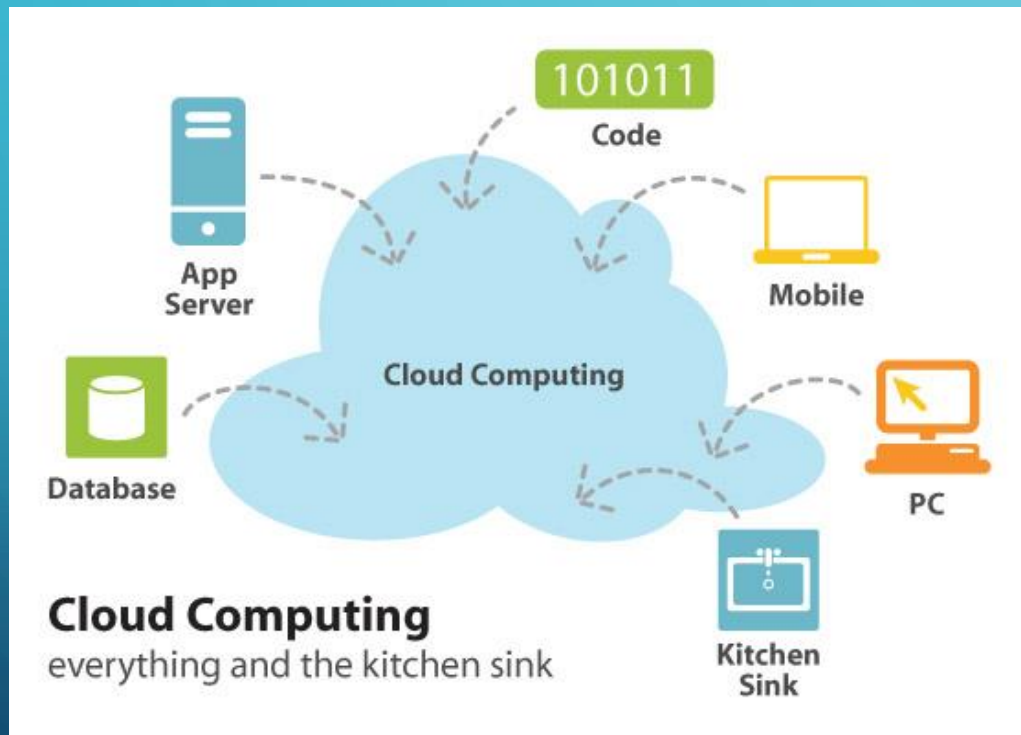 101011
Code
App
Server
Mobile
Cloud Computing
Database
PC
Cloud Computing
everything and the kitchen sink
Kitchen
Sink